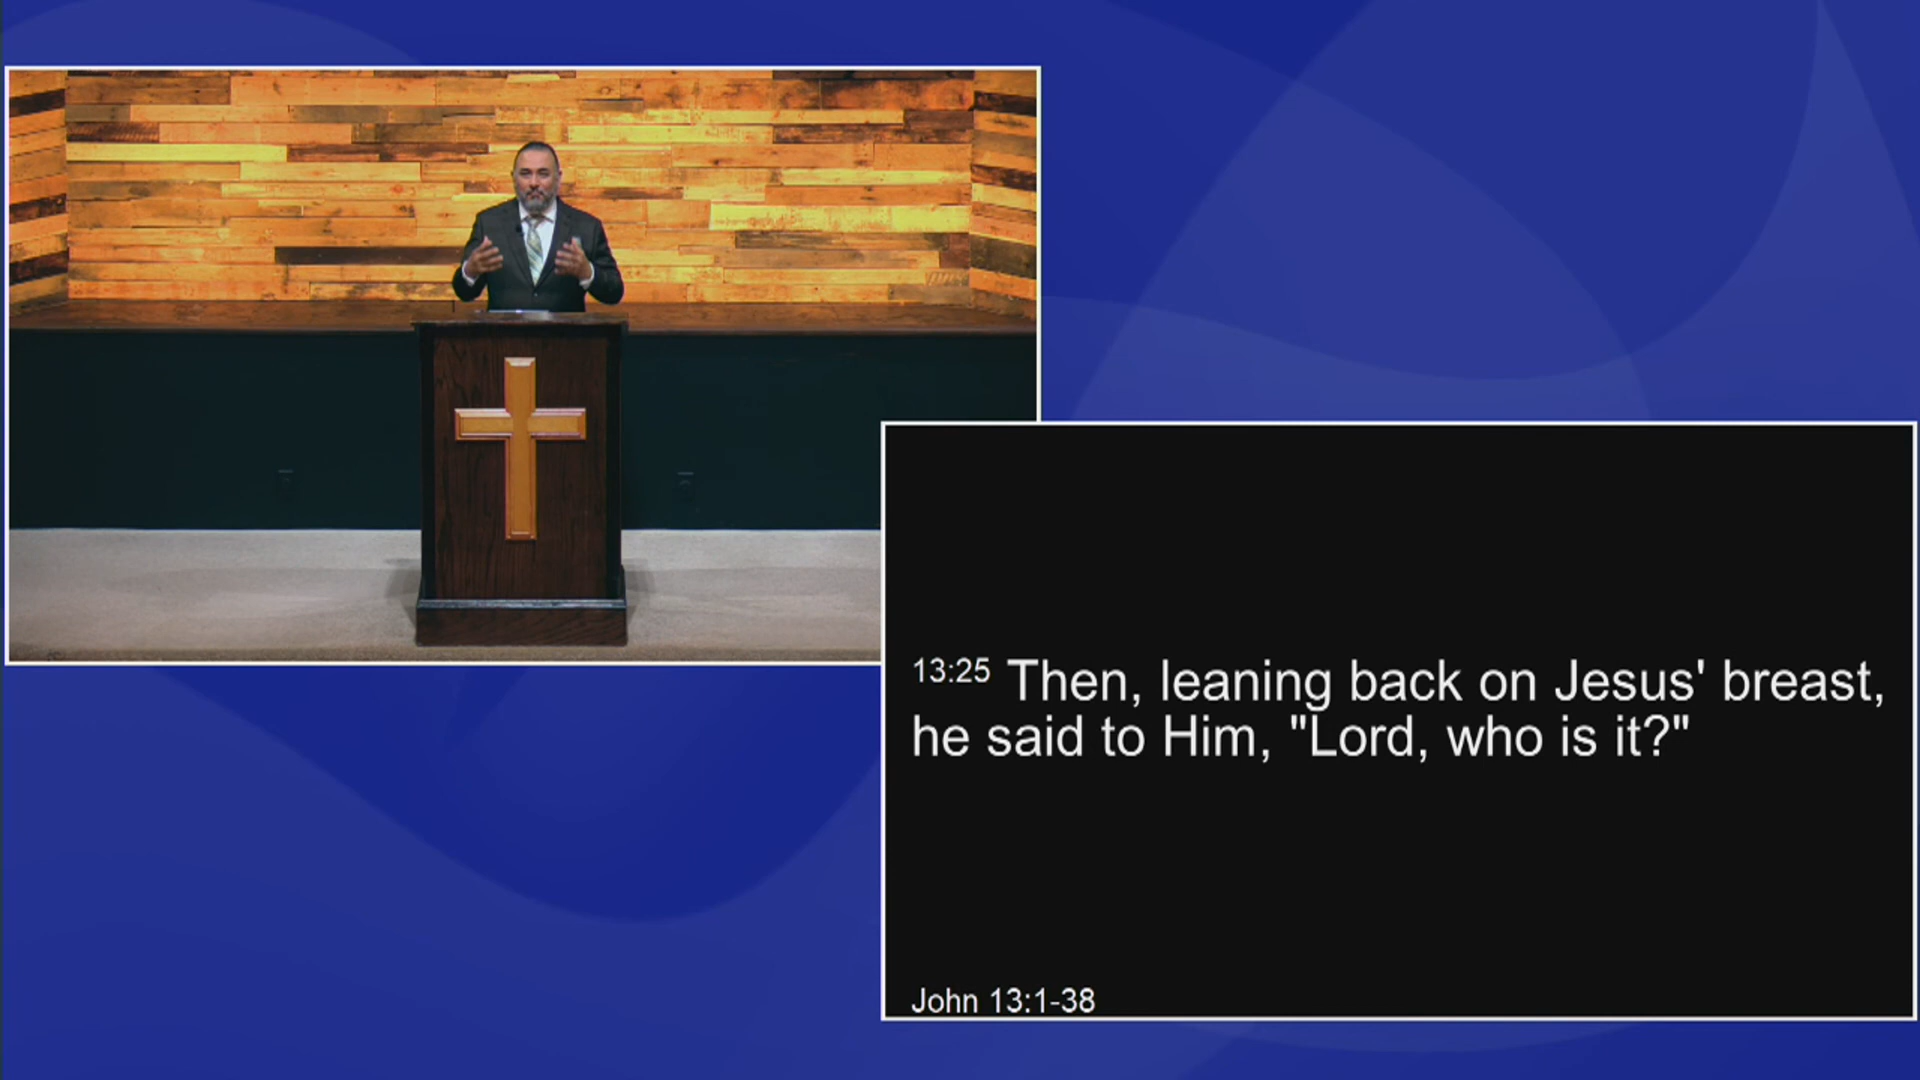 13:25 Then, leaning back on Jesus' breast,
he said to Him, "Lord, who is it?"
John 13:1-38